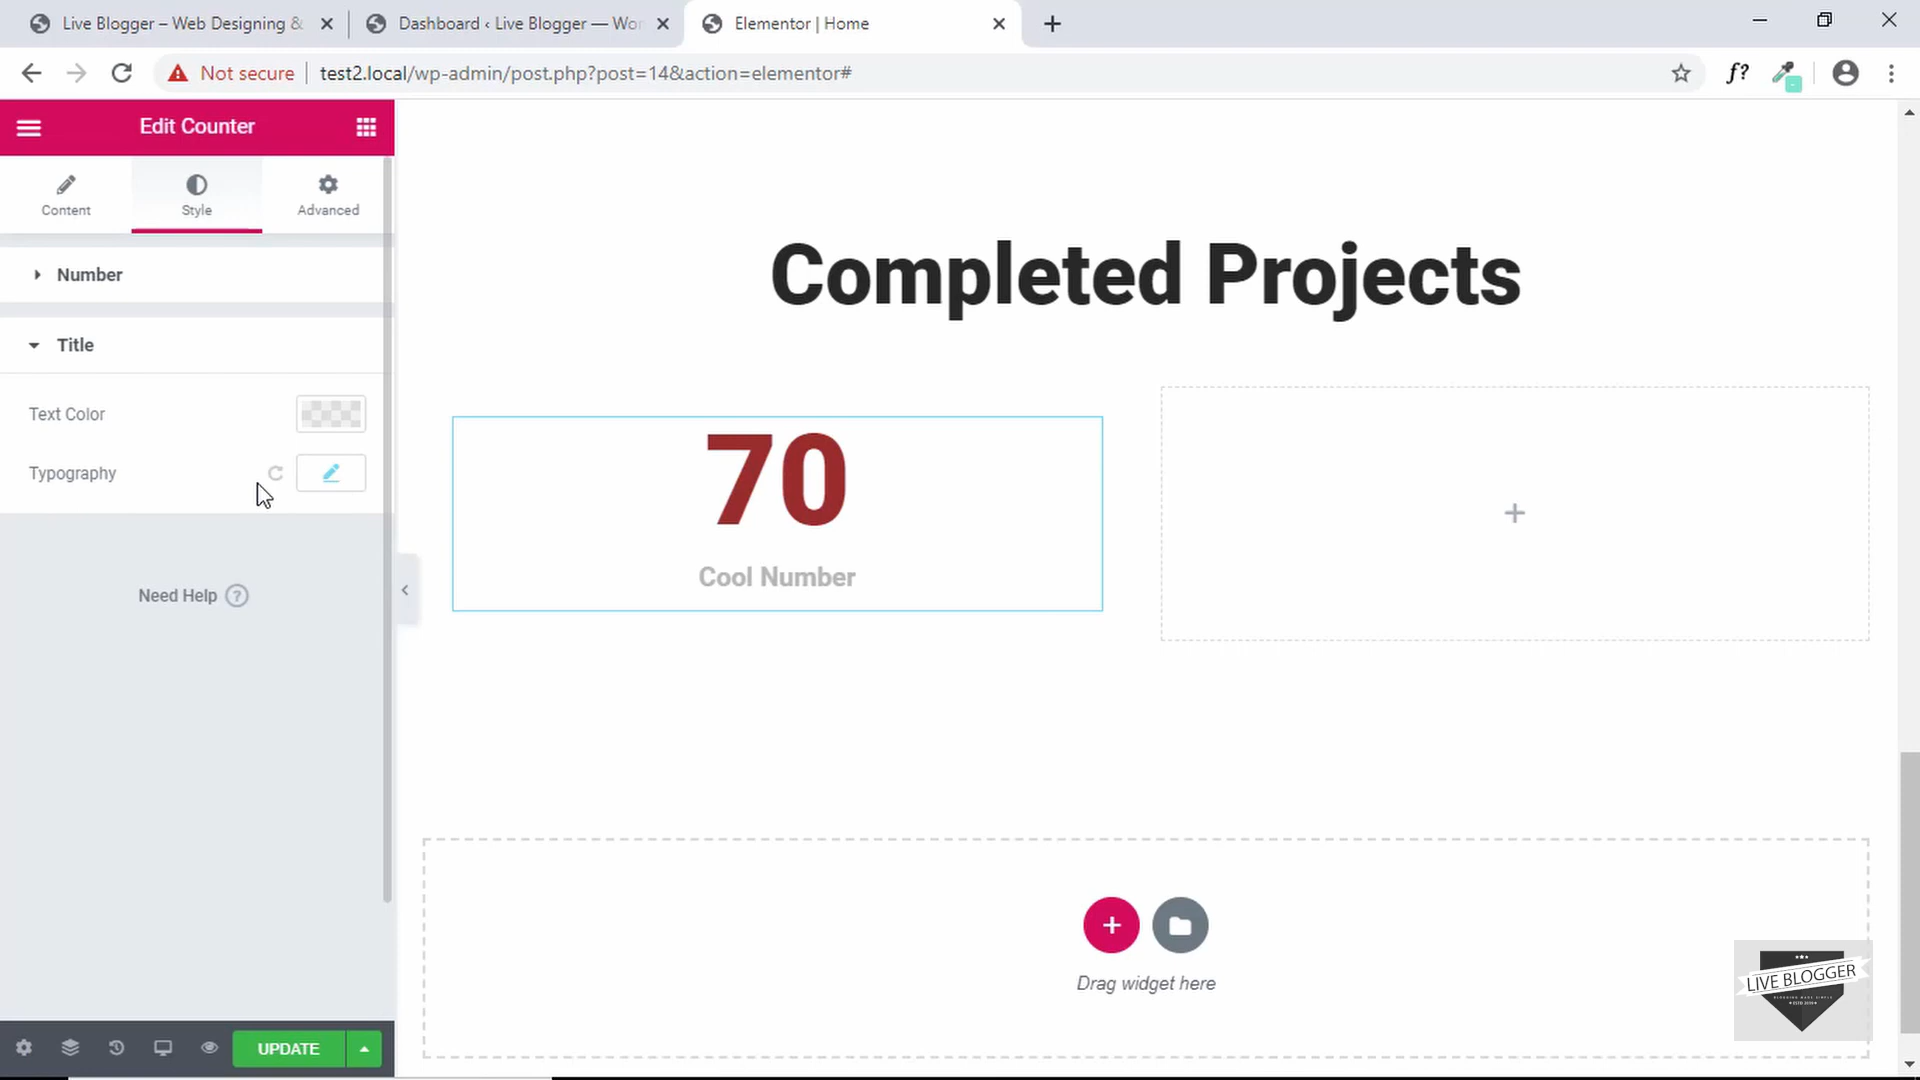 Live Blogger – Web Designing &
Dashboard ‹ Live Blogger — Wor
Elementor | Home
Not secure
test2.local/wp-admin/post.php?post=14&action=elementor#
f?
Edit Counter
Content
Style
Advanced
Number
Title
Text Color
Typography
Need Help ?
UPDATE
Completed Projects
70
Cool Number
Drag widget here
LIVE BLOGGER